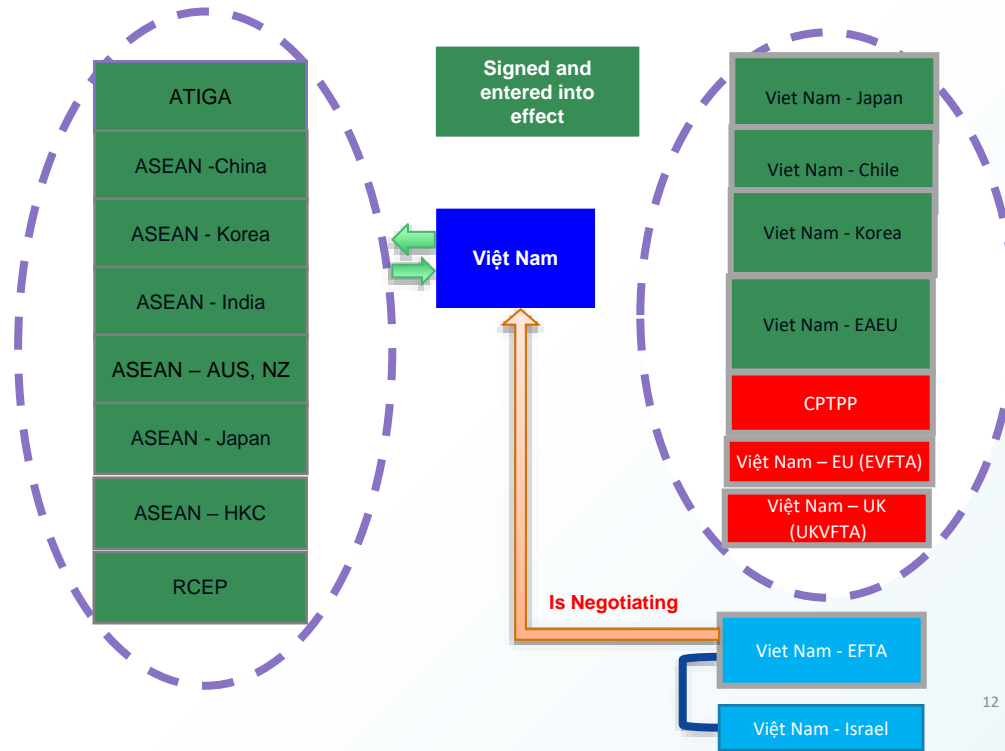 ATIGA
ASEAN -China
ASEAN - Korea
ASEAN - India
ASEAN – AUS, NZ
ASEAN - Japan
ASEAN – HKC
RCEP
Signed and
entered into
effect
Việt Nam
Is Negotiating
Viet Nam - Japan
Viet Nam - Chile
Viet Nam - Korea
Viet Nam - EAEU
CPTPP
Việt Nam – EU (EVFTA)
Việt Nam – UK
(UKVFTA)
Viet Nam - EFTA
Việt Nam - Israel
12